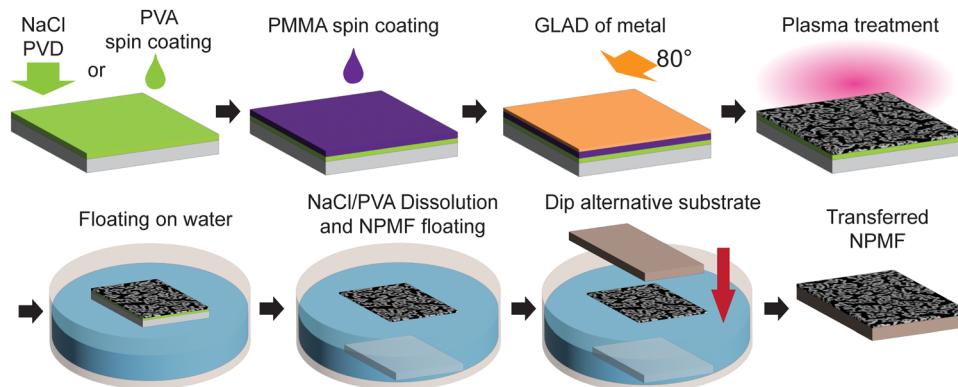 NaCl
PVD
or
PVA
spin coating
PMMA spin coating
GLAD of metal
80°
Plasma treatment
Floating on water
NaCl/PVA Dissolution
and NPMF floating
Dip alternative substrate
Transferred
NPMF